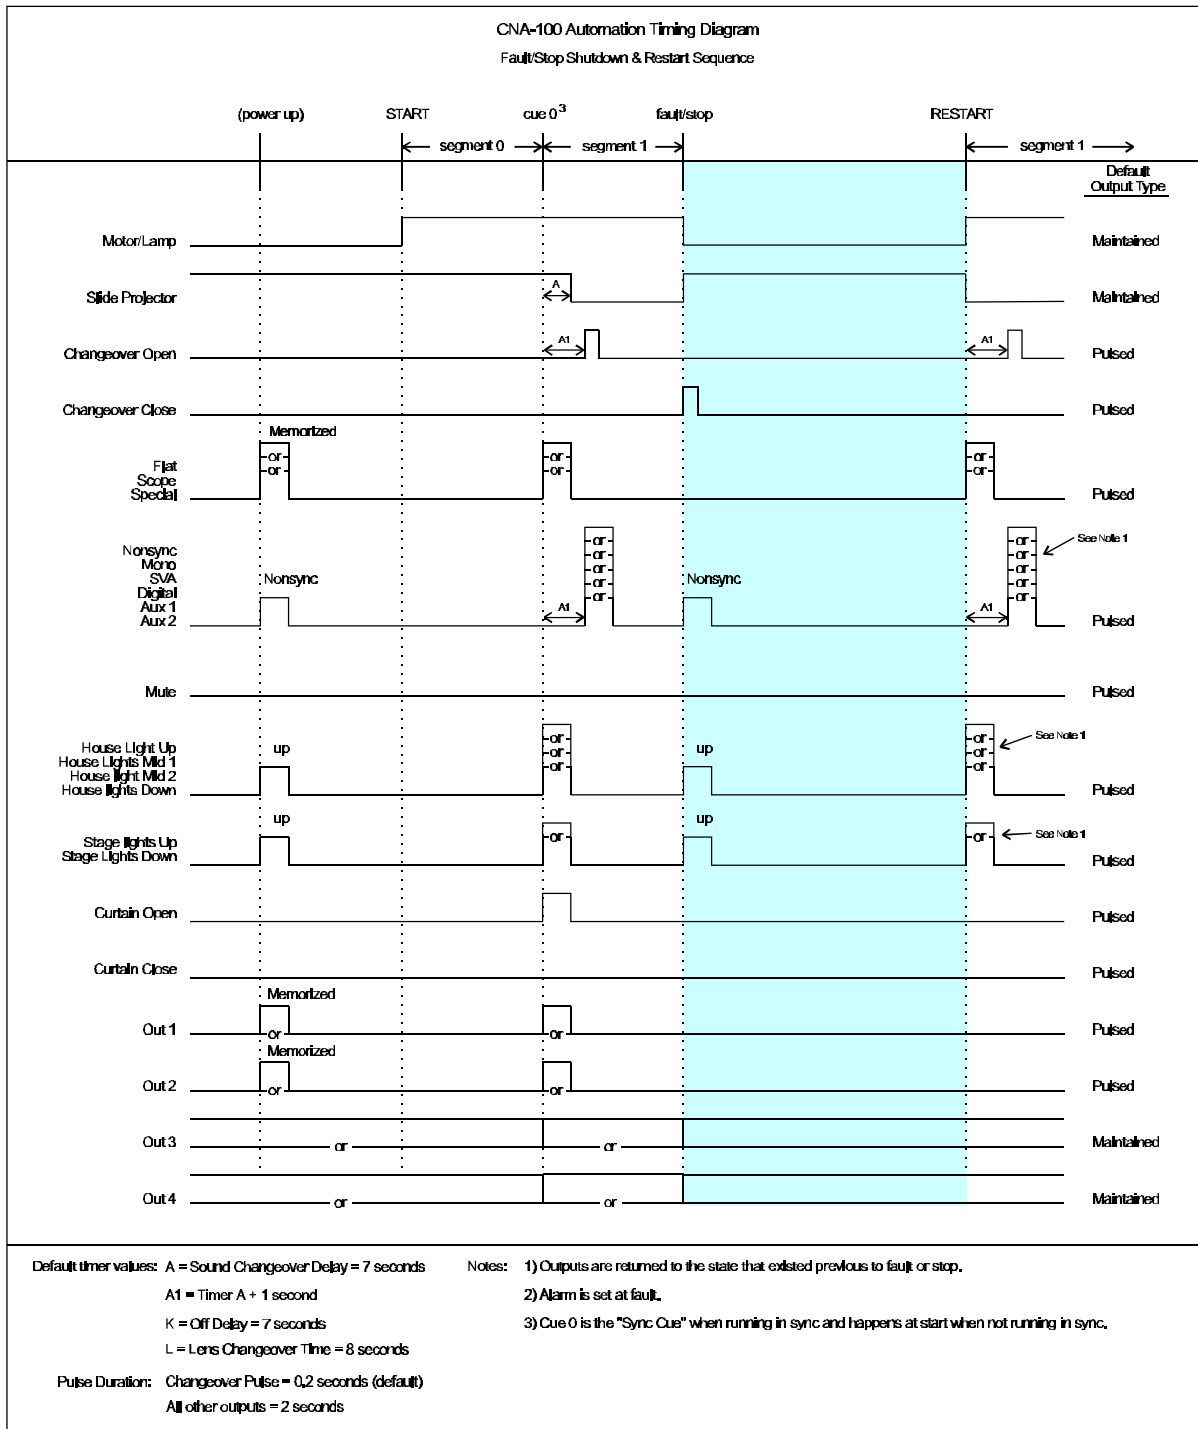 CNA-100 Automation Timing Diagram
Fault/Stop Shutdown & Restart Sequence
(power up) START cue 0³ fault/stop RESTART
segment 0 segment 1 segment 1
Default
Output Type
Motor/Lamp Maintained
A
Slide Projector Maintained
A1 A1
Changeover Open Pulsed
Changeover Close Pulsed
Memorized
or or or
or or or
Flat
Scope
Special Pulsed
or or See Note 1
Nonsync or or
Mono or or
SVA Nonsync or Nonsync or
Digital or or
Aux 1 A1 A1
Aux 2 Pulsed
Mute Pulsed
or or See Note 1
House Light Up up or up or
House Lights Mid 1 or or
House light Mid 2
House lights Down Pulsed
up up
or or See Note 1
Stage lights Up
Stage Lights Down Pulsed
Curtain Open Pulsed
Curtain Close Pulsed
Memorized
Out 1 or or Pulsed
Memorized
Out 2 or or Pulsed
Out 3 or or Maintained
Out 4 or or Maintained
Default timer values: A = Sound Changeover Delay = 7 seconds
A1 = Timer A + 1 second
K = Off Delay = 7 seconds
L = Lens Changeover Time = 8 seconds
Pulse Duration: Changeover Pulse = 0.2 seconds (default)
All other outputs = 2 seconds
Notes: 1) Outputs are returned to the state that existed previous to fault or stop.
2) Alarm is set at fault.
3) Cue 0 is the "Sync Cue" when running in sync and happens at start when not running in sync.